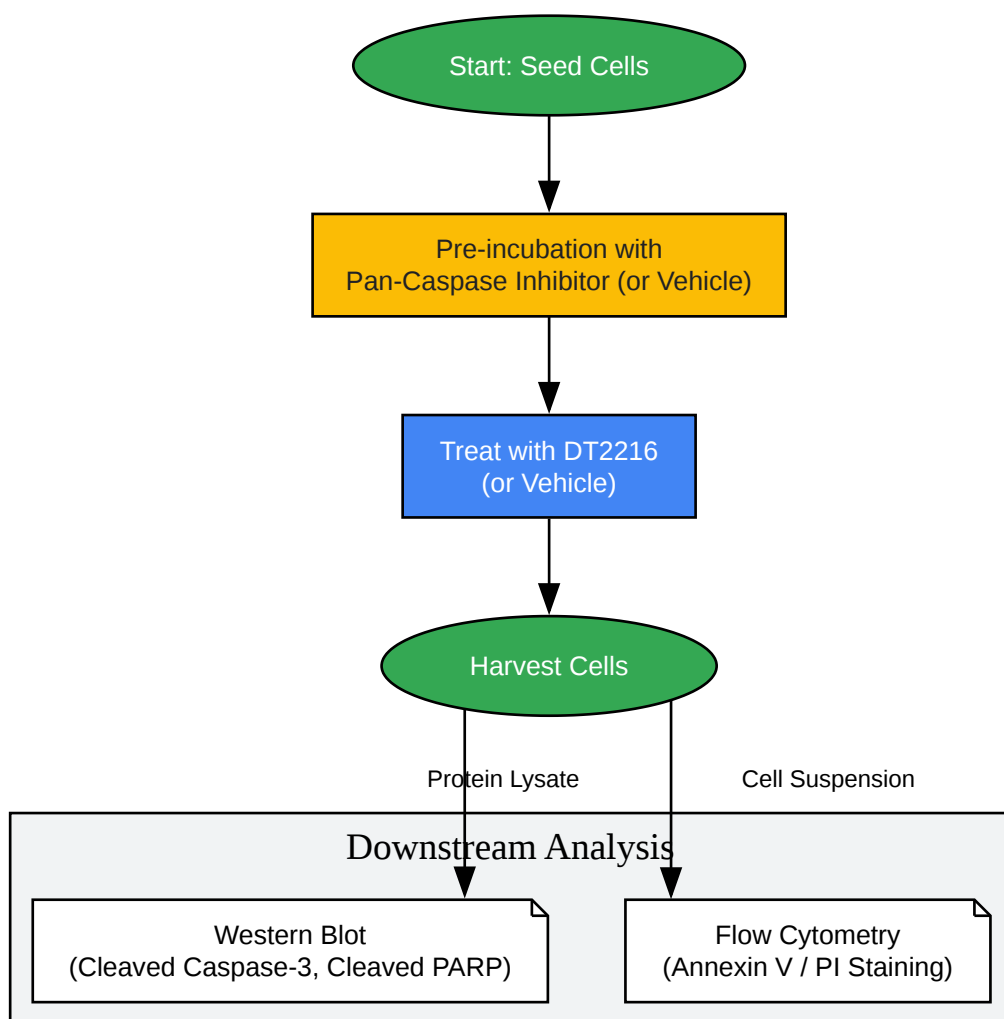 Start: Seed Cells
Pre-incubation with
Pan-Caspase Inhibitor (or Vehicle)
Treat with DT2216
(or Vehicle)
Harvest Cells
Protein Lysate
Cell Suspension
Downstream Analysis
Western Blot
(Cleaved Caspase-3, Cleaved PARP)
Flow Cytometry
(Annexin V / PI Staining)